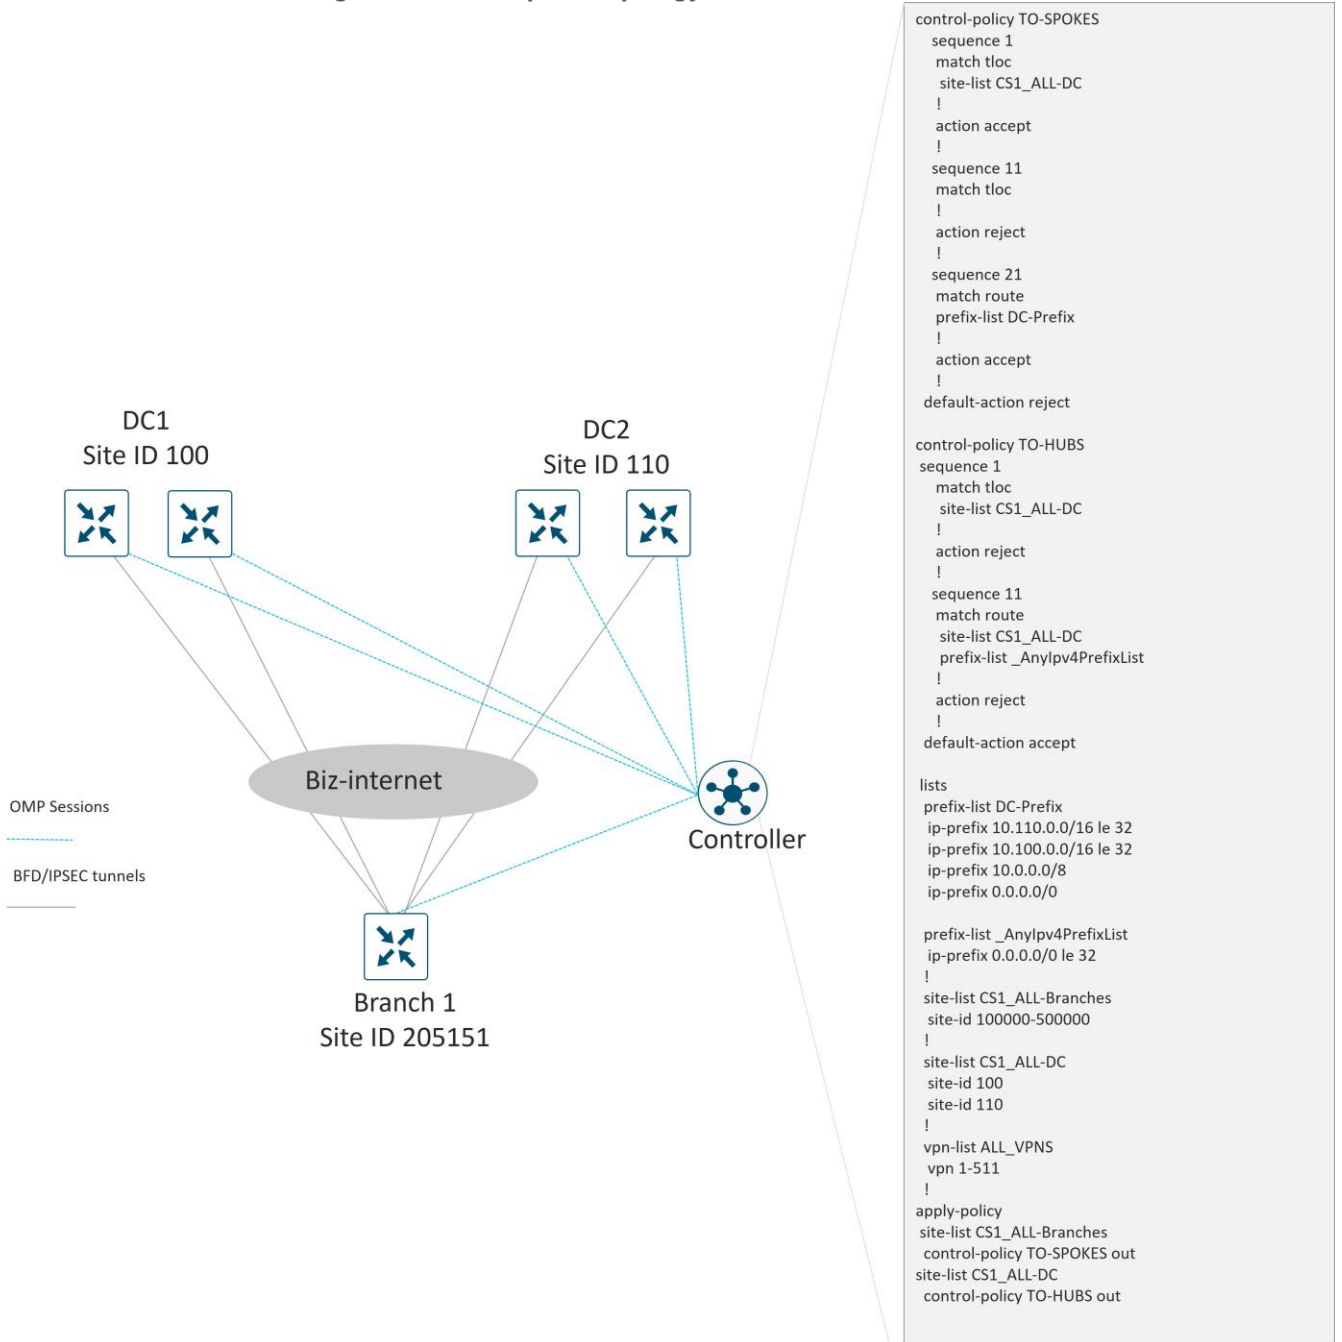 DC1
Site ID 100
DC2
Site ID 110
Biz-internet
OMP Sessions
BFD/IPSEC tunnels
Controller
Branch 1
Site ID 205151
control-policy TO-SPOKES
sequence 1
match tloc
site-list CS1_ALL-DC
!
action accept
!
sequence 11
match tloc
!
action reject
!
sequence 21
match route
prefix-list DC-Prefix
!
action accept
!
default-action reject
control-policy TO-HUBS
sequence 1
match tloc
site-list CS1_ALL-DC
!
action reject
!
sequence 11
match route
site-list CS1_ALL-DC
prefix-list _AnyIpv4PrefixList
!
action reject
!
default-action accept
lists
prefix-list DC-Prefix
ip-prefix 10.110.0.0/16 le 32
ip-prefix 10.100.0.0/16 le 32
ip-prefix 10.0.0.0/8
ip-prefix 0.0.0.0/0
prefix-list _AnyIpv4PrefixList
ip-prefix 0.0.0.0/0 le 32
!
site-list CS1_ALL-Branches
site-id 100000-500000
!
site-list CS1_ALL-DC
site-id 100
site-id 110
!
vpn-list ALL_VPNS
vpn 1-511
!
apply-policy
site-list CS1_ALL-Branches
control-policy TO-SPOKES out
site-list CS1_ALL-DC
control-policy TO-HUBS out